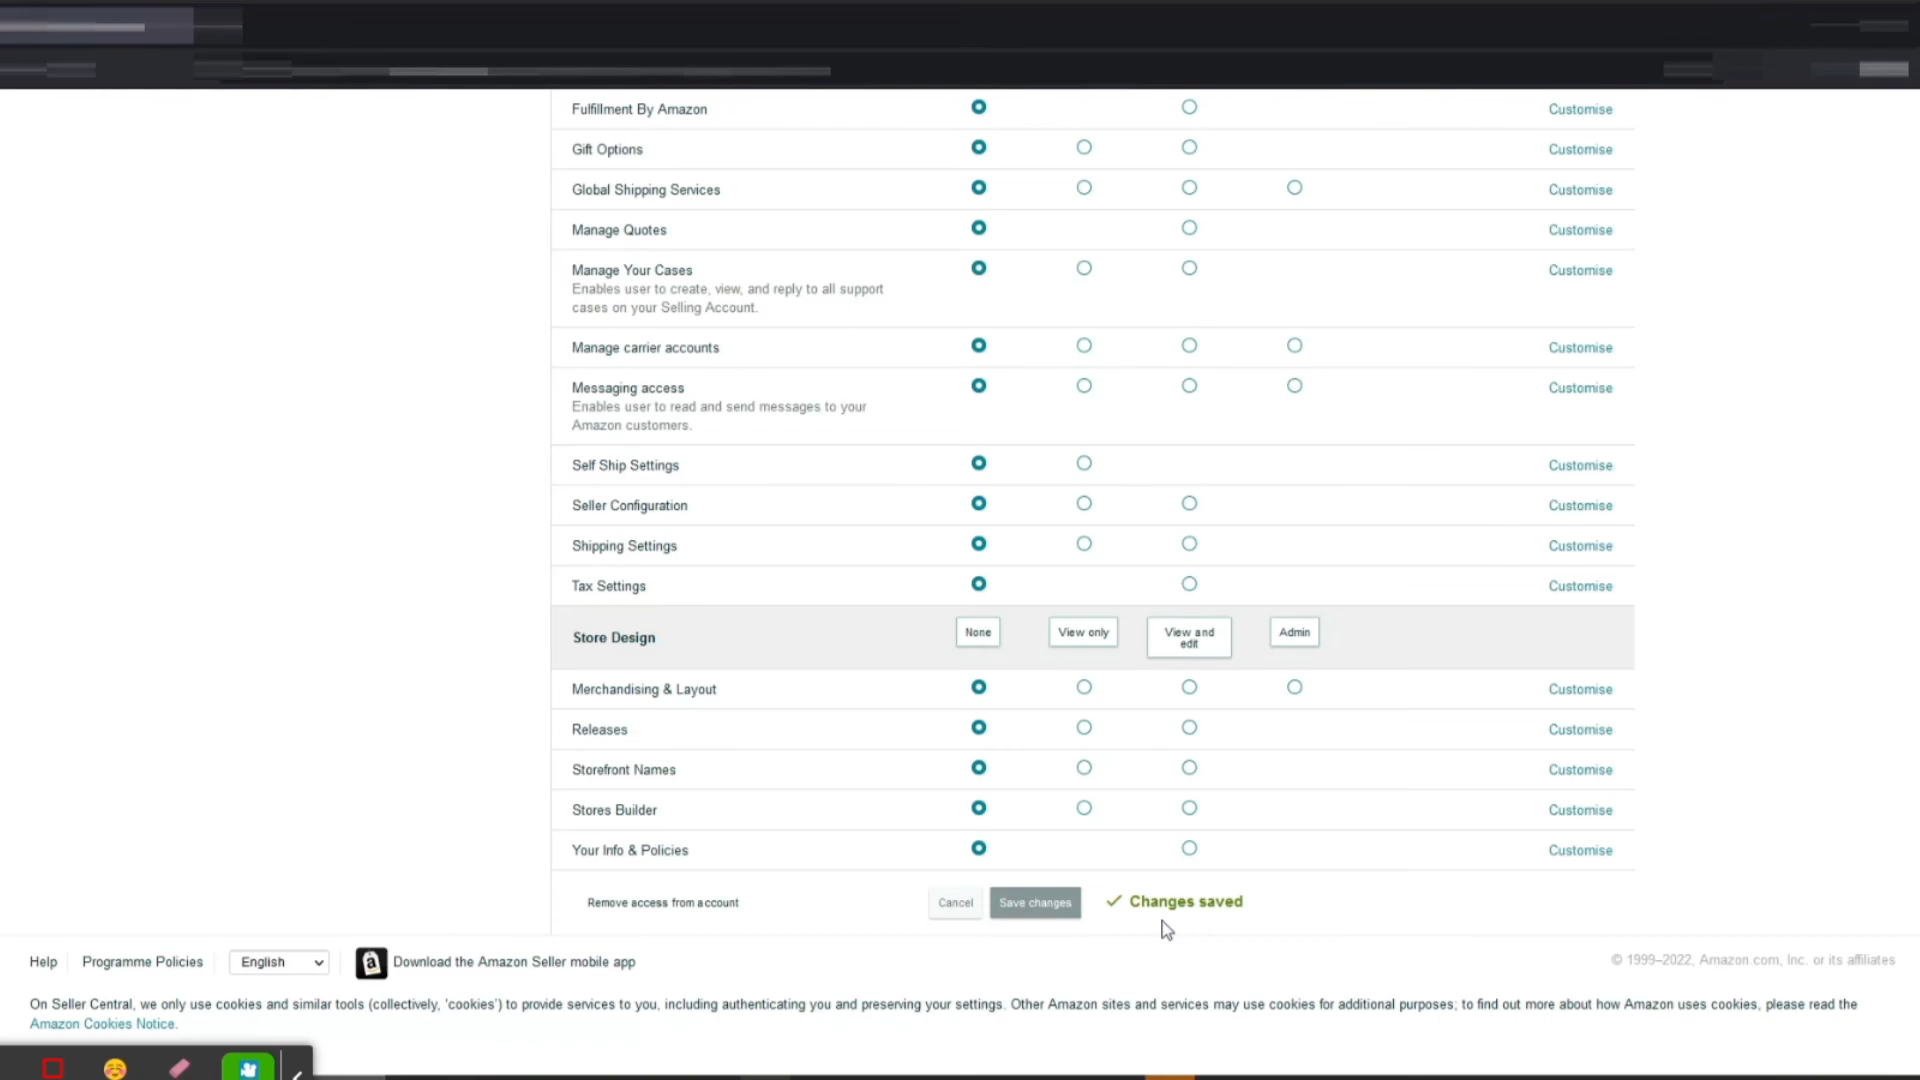 Fulfillment By Amazon Customise
Gift Options Customise
Global Shipping Services Customise
Manage Quotes Customise
Manage Your Cases Customise
Enables user to create, view, and reply to all support
cases on your Selling Account.
Manage carrier accounts Customise
Messaging access Customise
Enables user to read and send messages to your
Amazon customers.
Self Ship Settings Customise
Seller Configuration Customise
Shipping Settings Customise
Tax Settings Customise
Store Design None View only View and edit Admin
Merchandising & Layout Customise
Releases Customise
Storefront Names Customise
Stores Builder Customise
Your Info & Policies Customise
Remove access from account Cancel Save changes Changes saved
Help Programme Policies English Download the Amazon Seller mobile app © 1999–2022, Amazon.com, Inc. or its affiliates
On Seller Central, we only use cookies and similar tools (collectively, 'cookies') to provide services to you, including authenticating you and preserving your settings. Other Amazon sites and services may use cookies for additional purposes; to find out more about how Amazon uses cookies, please read the
Amazon Cookies Notice.